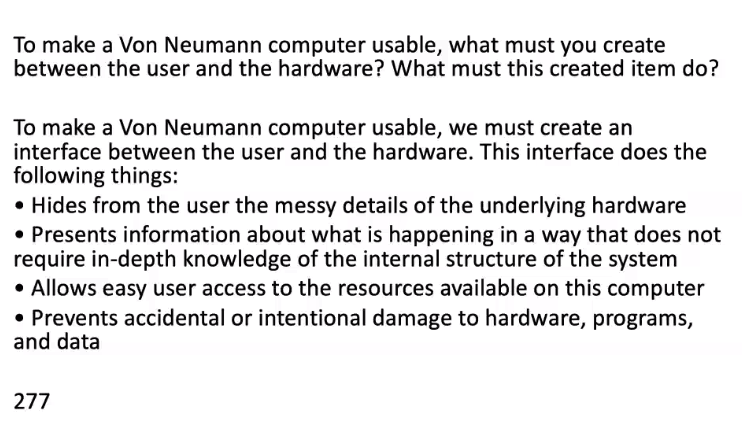 To make a Von Neumann computer usable, what must you create
between the user and the hardware? What must this created item do?
To make a Von Neumann computer usable, we must create an
interface between the user and the hardware. This interface does the
following things:
• Hides from the user the messy details of the underlying hardware
• Presents information about what is happening in a way that does not
require in-depth knowledge of the internal structure of the system
• Allows easy user access to the resources available on this computer
• Prevents accidental or intentional damage to hardware, programs,
and data
277